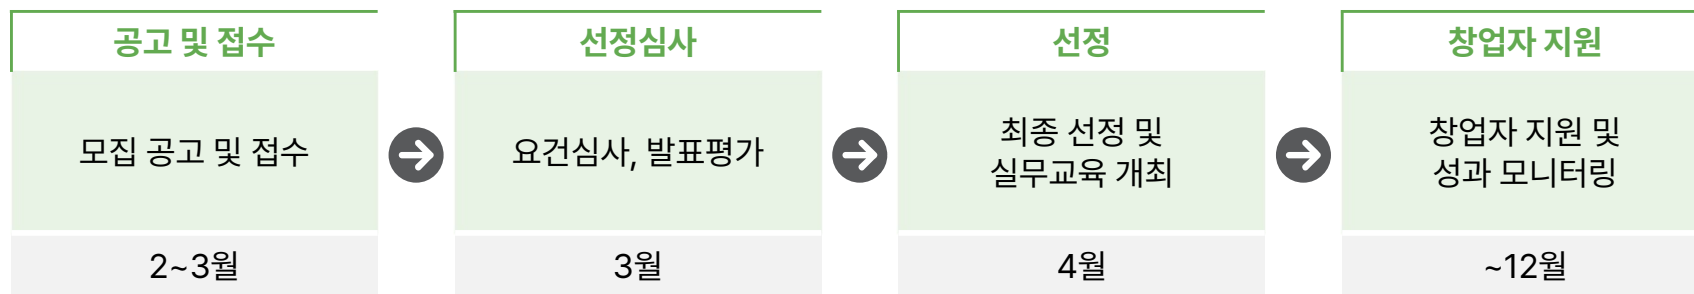 공고 및 접수
모집 공고 및 접수
2~3월
선정심사
요건심사, 발표평가
3월
선정
최종 선정 및
실무교육 개최
4월
창업자 지원
창업자 지원 및
성과 모니터링
~12월